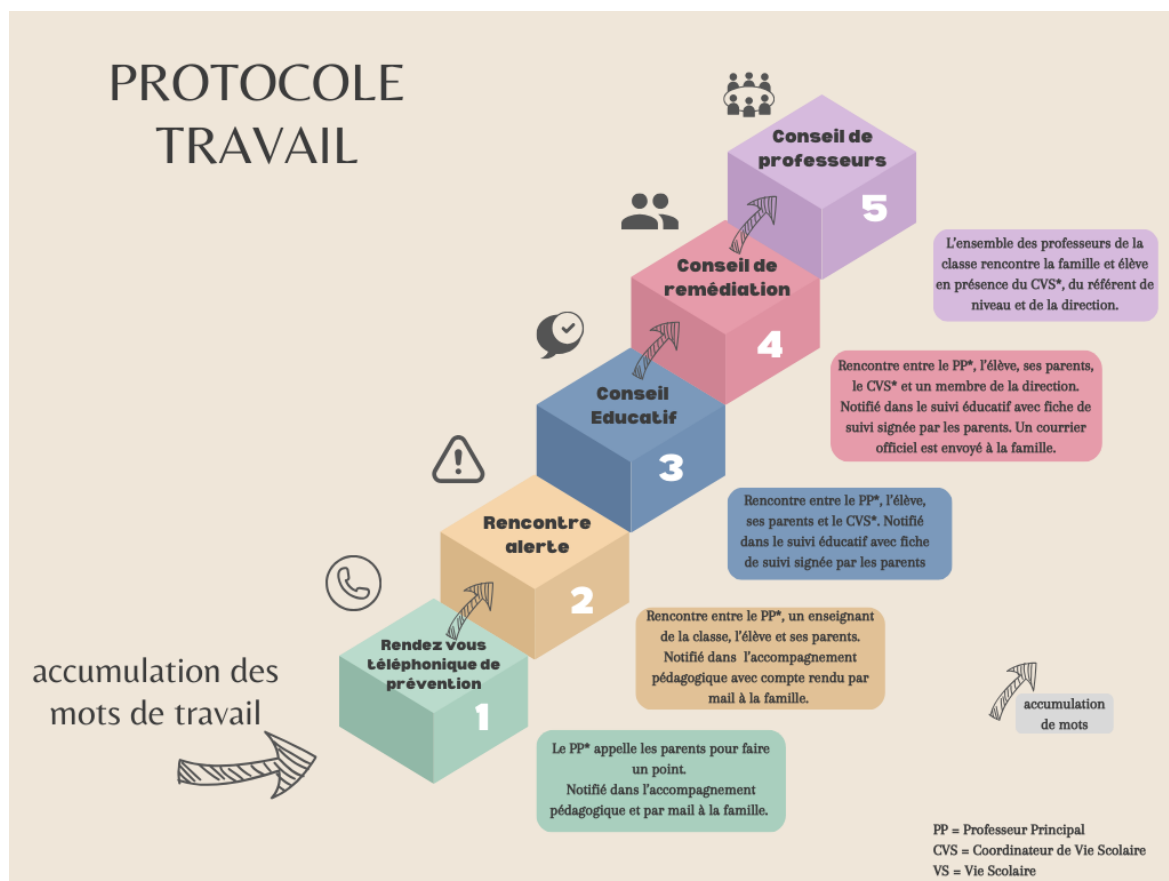 PROTOCOLE
TRAVAIL
Conseil de
professeurs
5
L'ensemble des professeurs de la
classe rencontre la famille et élève
en présence du CVS*, du référent de
niveau et de la direction.
Conseil de
remédiation
4
Rencontre entre le PP*, l'élève, ses parents,
le CVS* et un membre de la direction.
Notifié dans le suivi éducatif avec fiche de
suivi signée par les parents. Un courrier
officiel est envoyé à la famille.
Conseil
Educatif
3
Rencontre entre le PP*, l'élève,
ses parents et le CVS*. Notifié
dans le suivi éducatif avec fiche
de suivi signée par les parents
Rencontre
alerte
2
Rencontre entre le PP*, un enseignant
de la classe, l'élève et ses parents.
Notifié dans l'accompagnement
pédagogique avec compte rendu par
mail à la famille.
Rendez vous
téléphonique de
prévention
1
Le PP* appelle les parents pour faire
un point.
Notifié dans l'accompagnement
pédagogique et par mail à la famille.
accumulation des
mots de travail
accumulation
de mots
PP = Professeur Principal
CVS = Coordinateur de Vie Scolaire
VS = Vie Scolaire